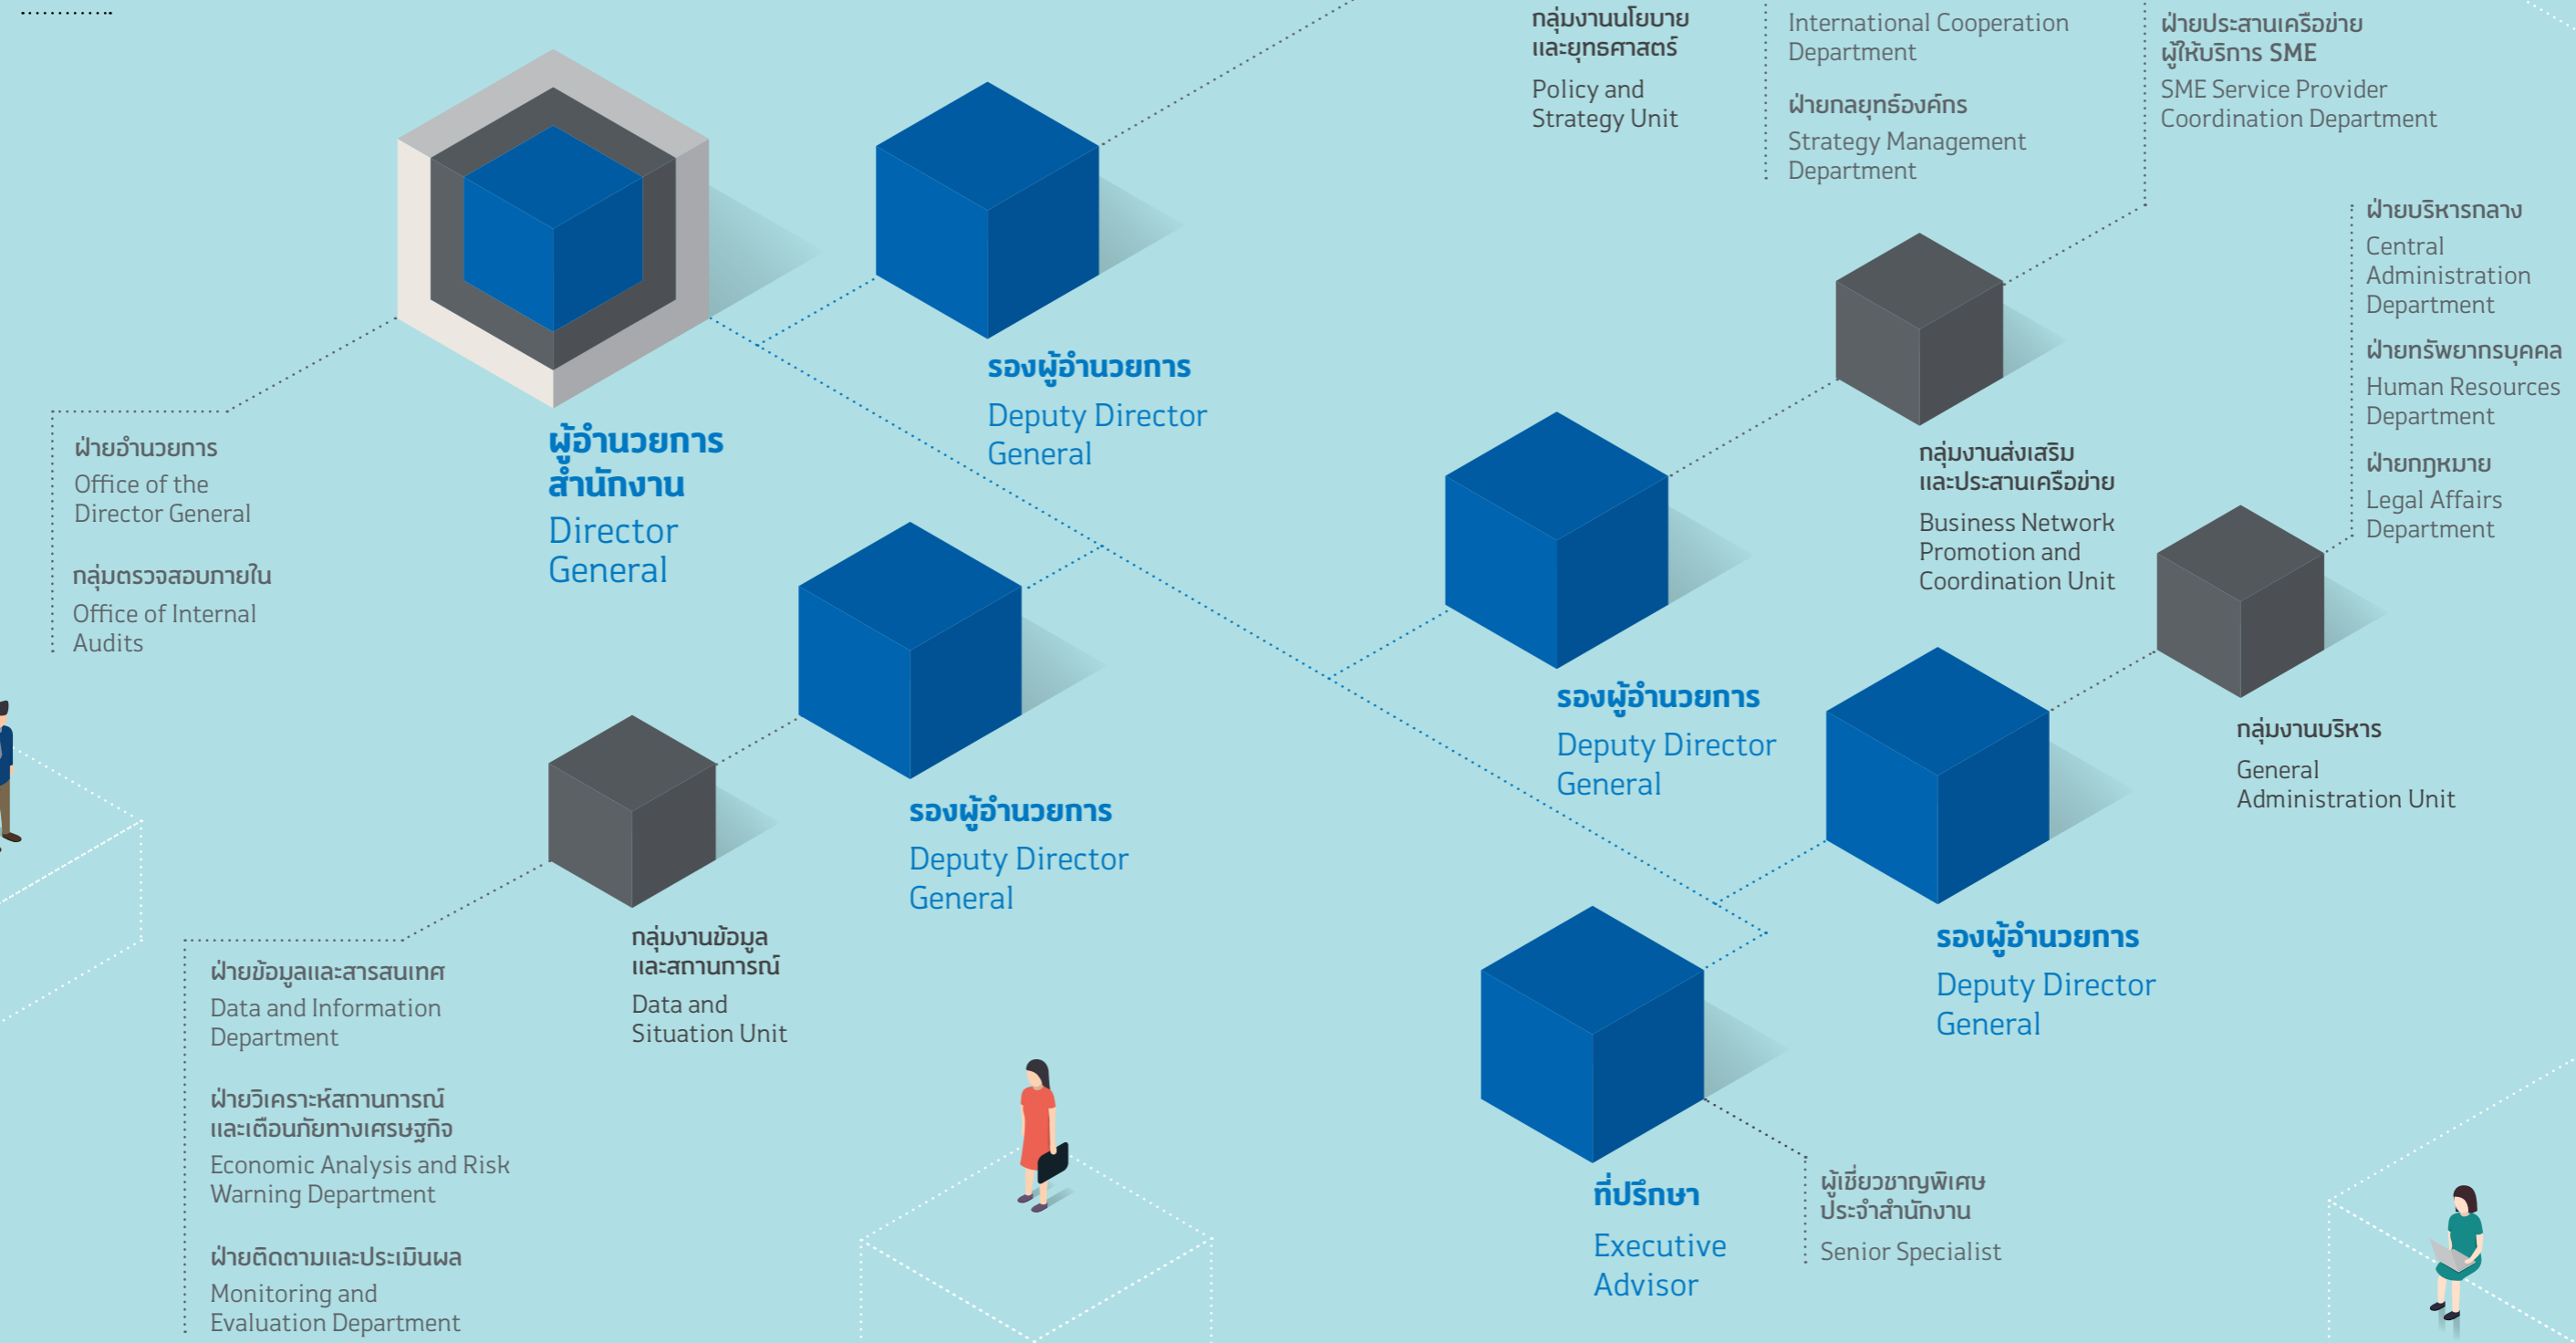 กลุ่มงานนโยบาย
และยุทธศาสตร์
Policy and
Strategy Unit
International Cooperation
Department
ฝ่ายกลยุทธ์องค์กร
Strategy Management
Department
ฝ่ายประสานเครือข่าย
ผู้ให้บริการ SME
SME Service Provider
Coordination Department
ฝ่ายบริหารกลาง
Central
Administration
Department
ฝ่ายทรัพยากรบุคคล
Human Resources
Department
ฝ่ายกฎหมาย
Legal Affairs
Department
รองผู้อำนวยการ
Deputy Director
General
ผู้อำนวยการ
สำนักงาน
Director
General
ฝ่ายอำนวยการ
Office of the
Director General
กลุ่มตรวจสอบภายใน
Office of Internal
Audits
กลุ่มงานส่งเสริม
และประสานเครือข่าย
Business Network
Promotion and
Coordination Unit
รองผู้อำนวยการ
Deputy Director
General
กลุ่มงานบริหาร
General
Administration Unit
รองผู้อำนวยการ
Deputy Director
General
รองผู้อำนวยการ
Deputy Director
General
กลุ่มงานข้อมูล
และสถานการณ์
Data and
Situation Unit
ฝ่ายข้อมูลและสารสนเทศ
Data and Information
Department
ฝ่ายวิเคราะห์สถานการณ์
และเตือนภัยทางเศรษฐกิจ
Economic Analysis and Risk
Warning Department
ฝ่ายติดตามและประเมินผล
Monitoring and
Evaluation Department
ที่ปรึกษา
Executive
Advisor
ผู้เชี่ยวชาญพิเศษ
ประจำสำนักงาน
Senior Specialist